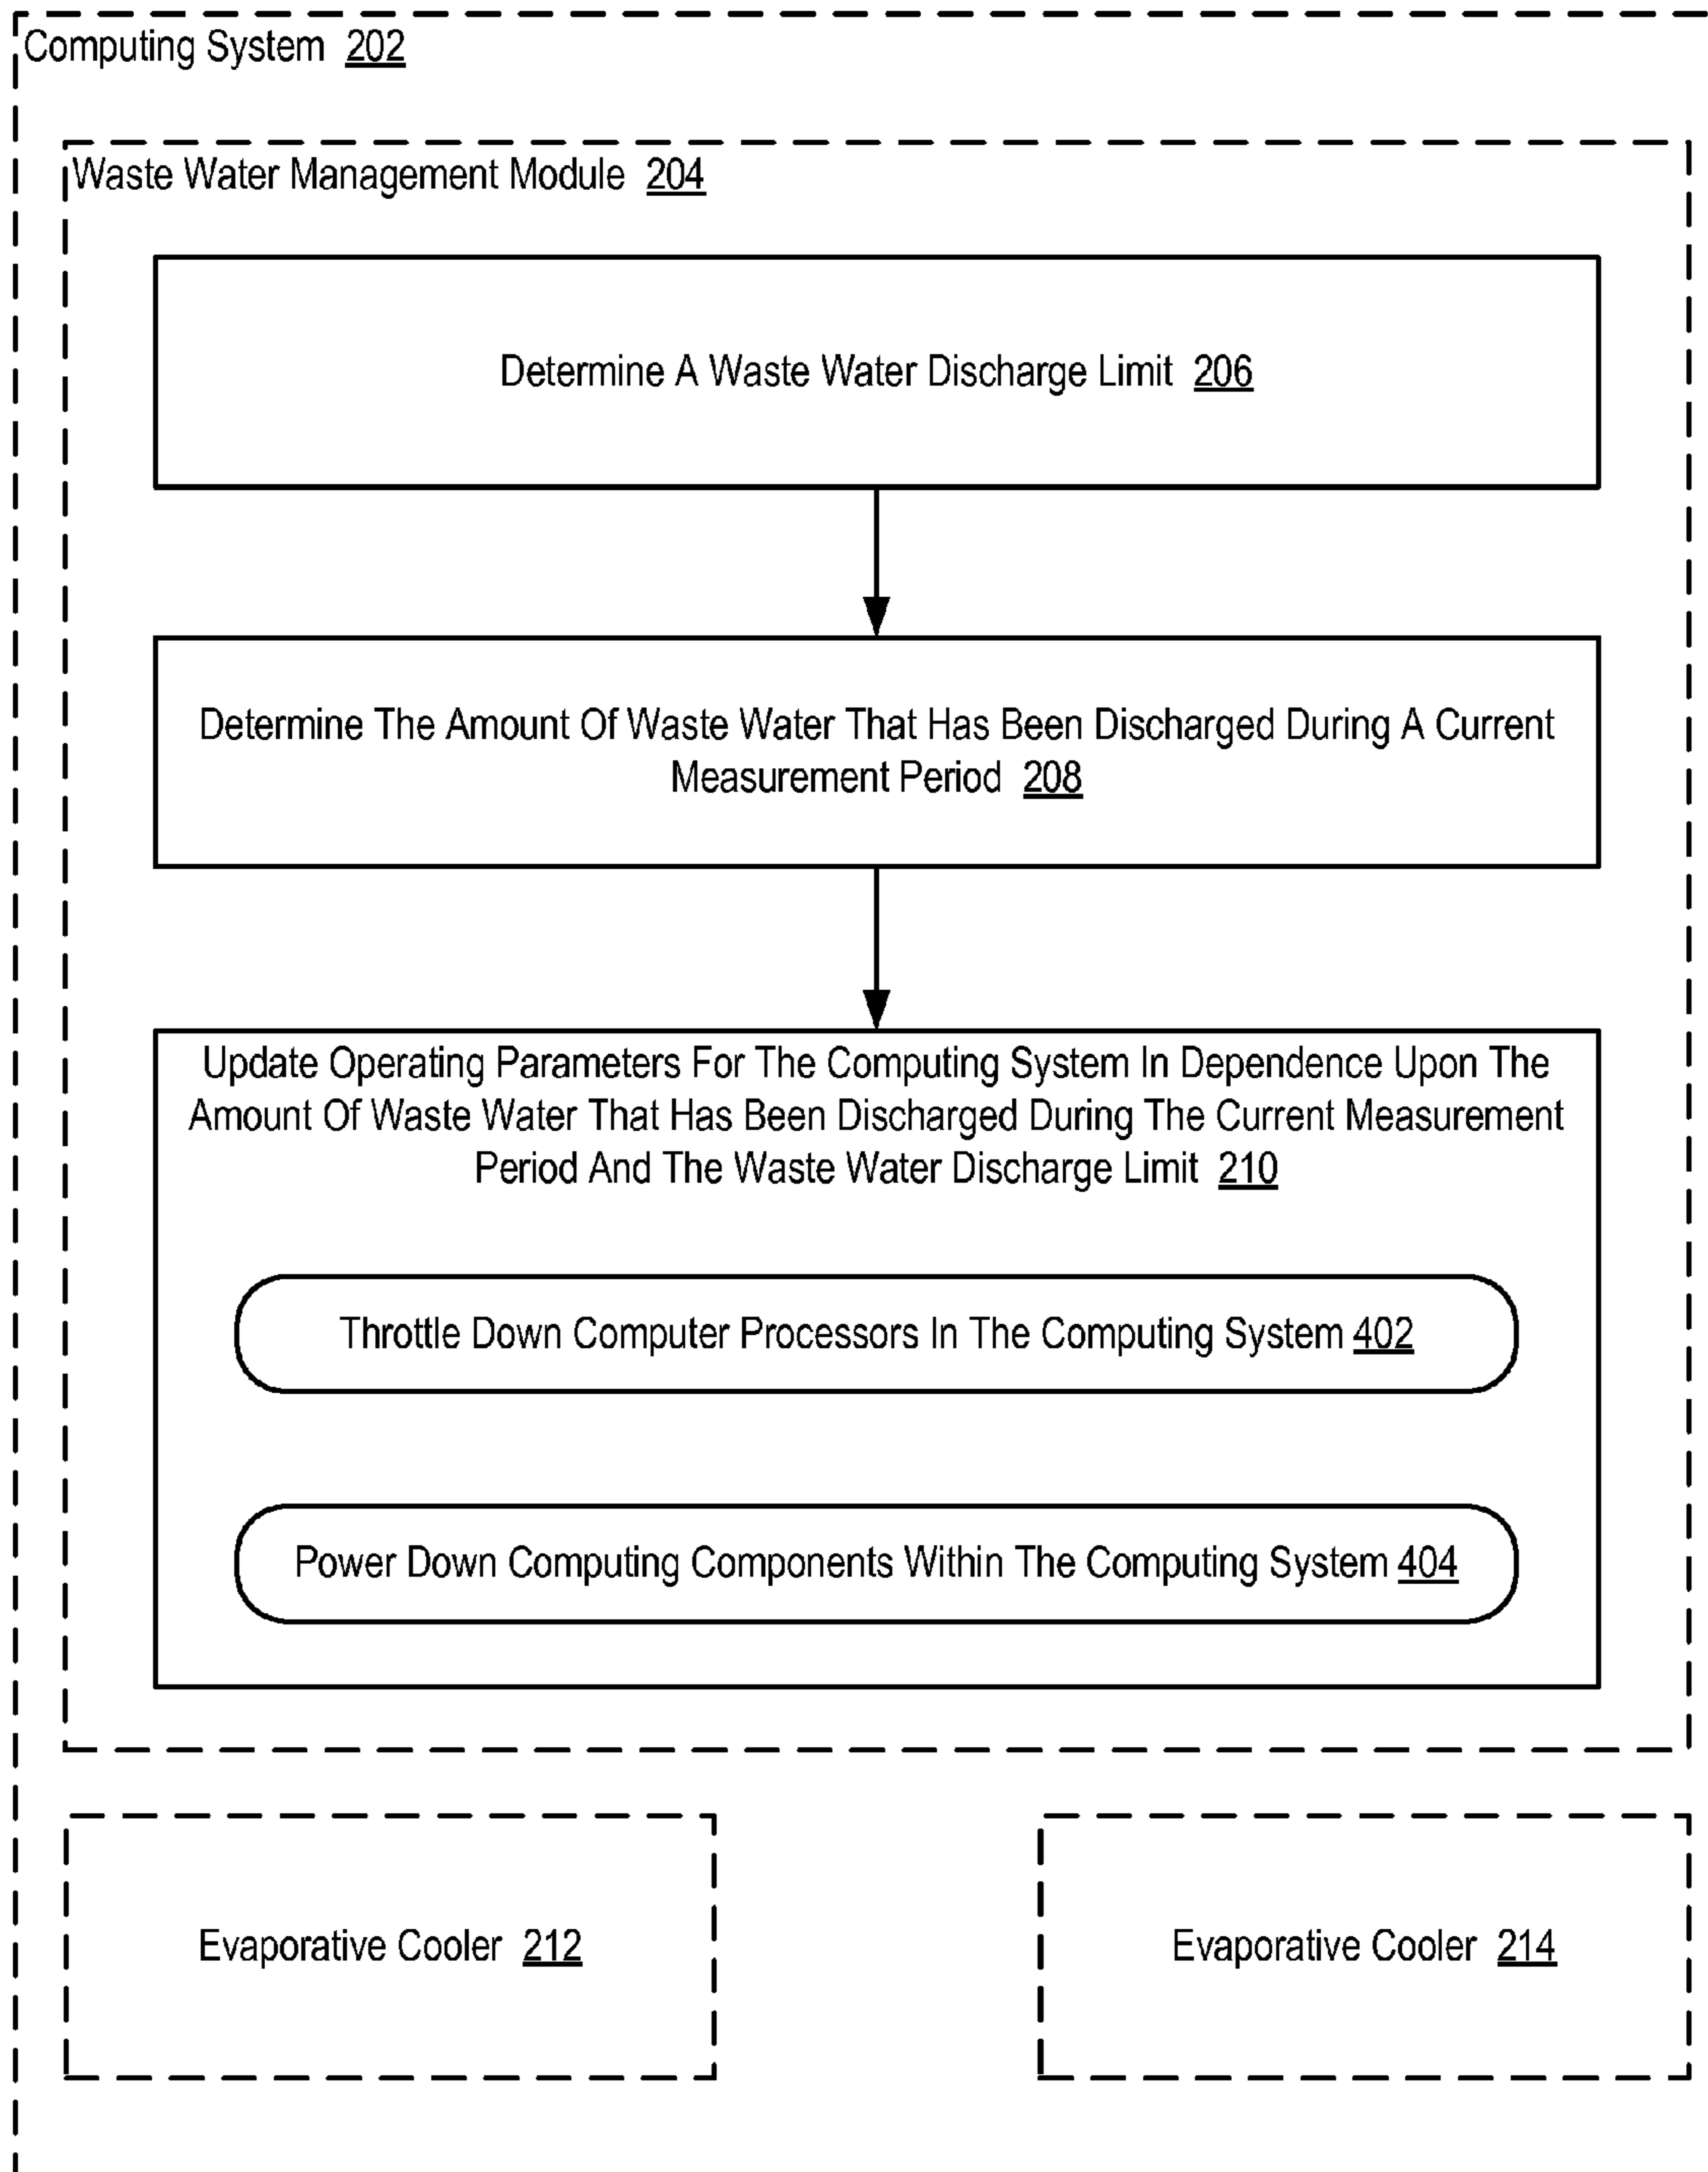 Computing System 202
Waste Water Management Module 204
Determine A Waste Water Discharge Limit 206
Determine The Amount Of Waste Water That Has Been Discharged During A Current
Measurement Period 208
Update Operating Parameters For The Computing System In Dependence Upon The
Amount Of Waste Water That Has Been Discharged During The Current Measurement
Period And The Waste Water Discharge Limit 210
Throttle Down Computer Processors In The Computing System 402
Power Down Computing Components Within The Computing System 404
Evaporative Cooler 212
Evaporative Cooler 214